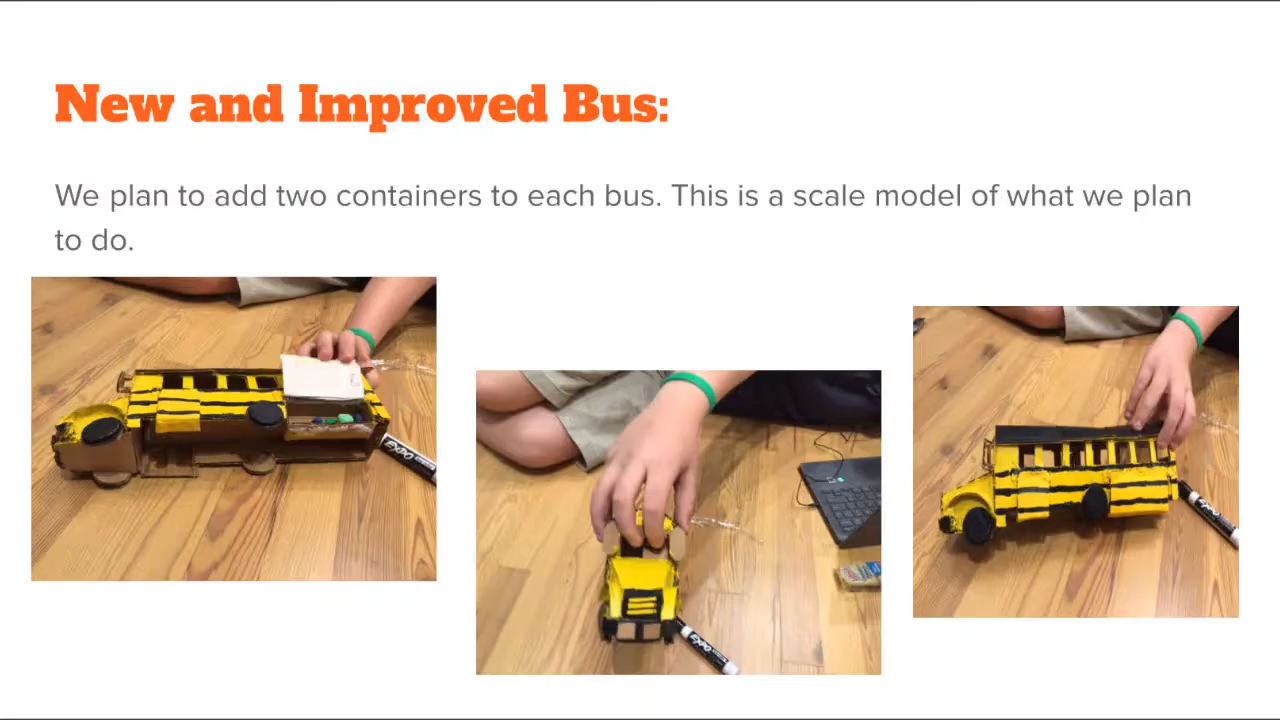 New and Improved Bus:
We plan to add two containers to each bus. This is a scale model of what we plan
to do.
EXPO
EXPO
EXPO